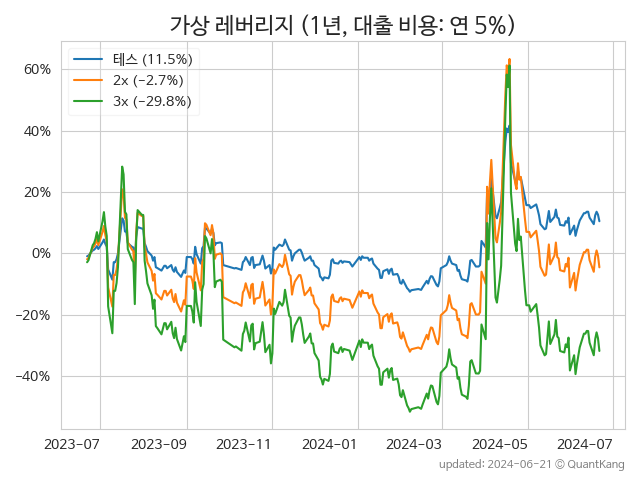 가상 레버리지 (1년, 대출 비용: 연 5%)
테스 (11.5%)
2x (−2.7%)
3x (−29.8%)
60%
40%
20%
0%
−20%
−40%
2023-07
2023-09
2023-11
2024-01
2024-03
2024-05
2024-07
updated: 2024-06-21 © QuantKang